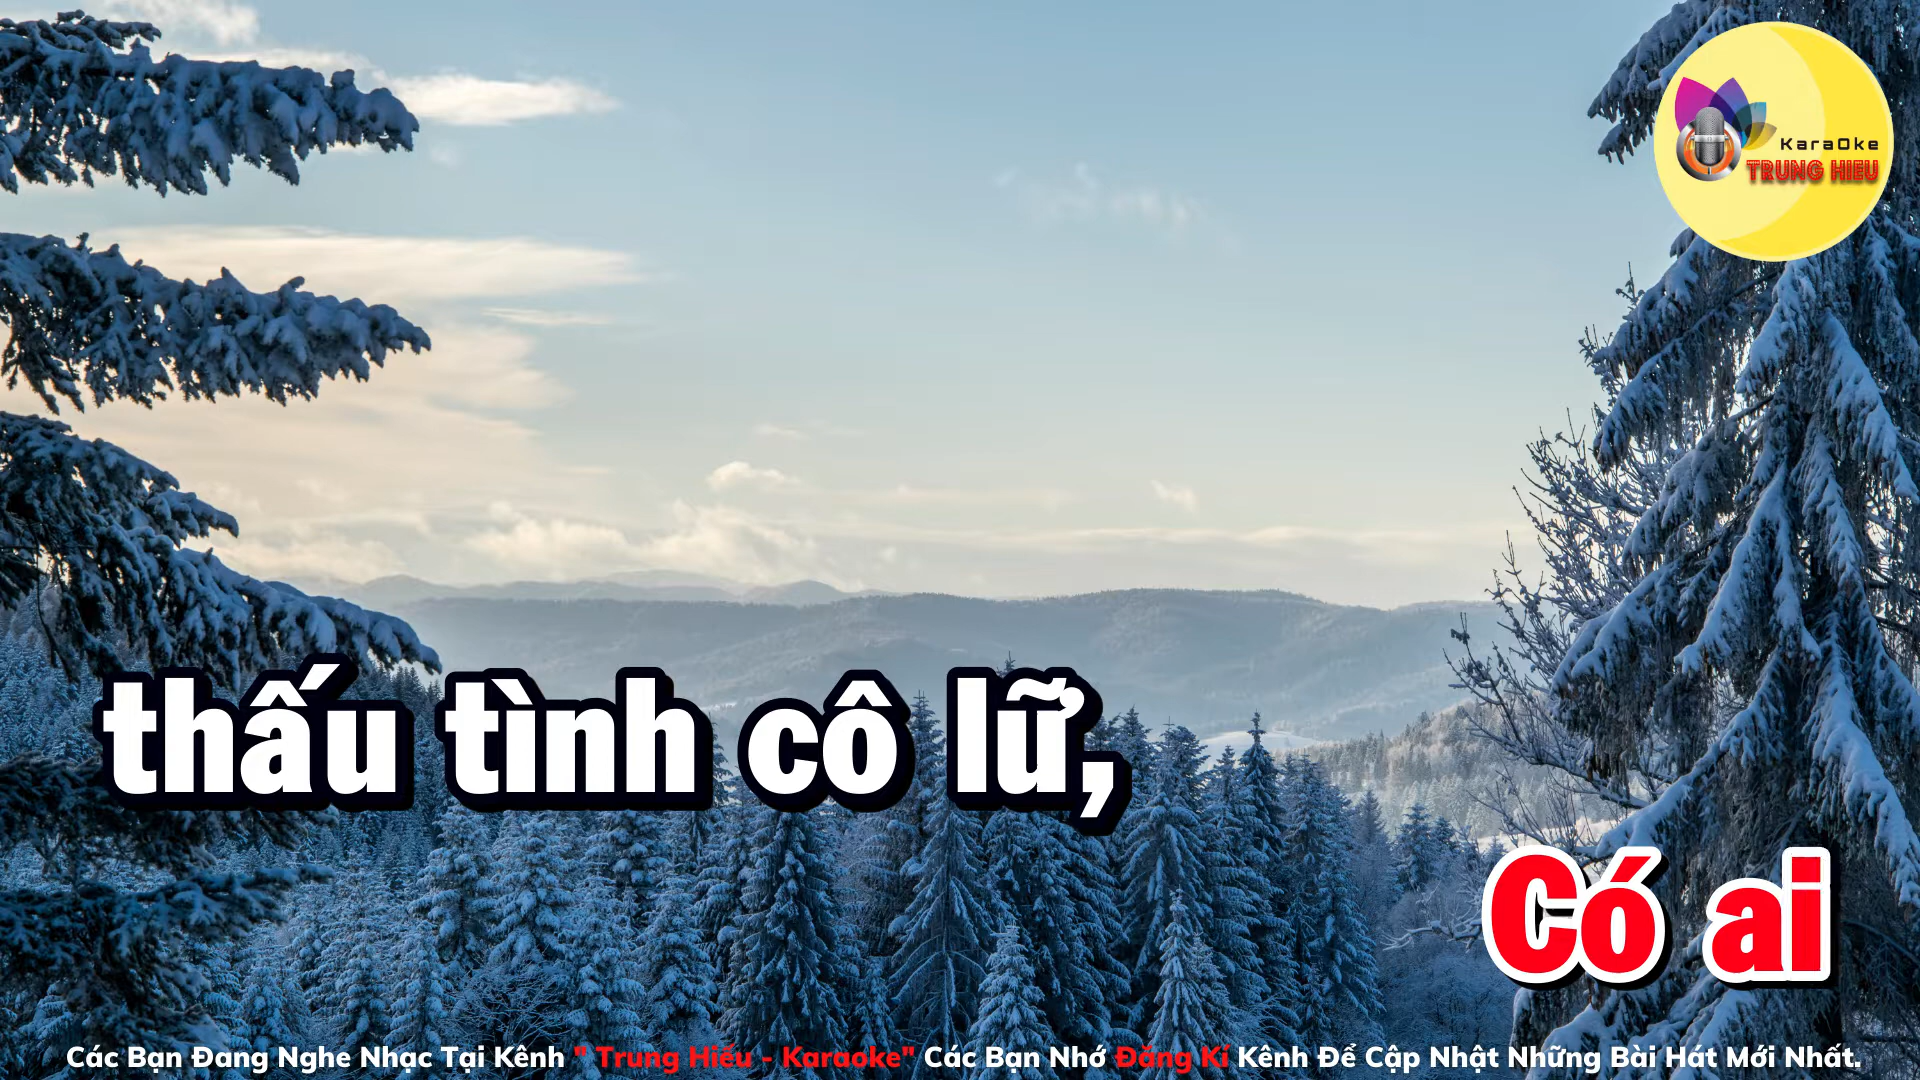 KaraOke
TRUNG HIEU
thấu tình cô lữ,
Có ai
Các Bạn Đang Nghe Nhạc Tại Kênh " Trung Hiếu - Karaoke" Các Bạn Nhớ Đăng Kí Kênh Để Cập Nhật Những Bài Hát Mới Nhất.